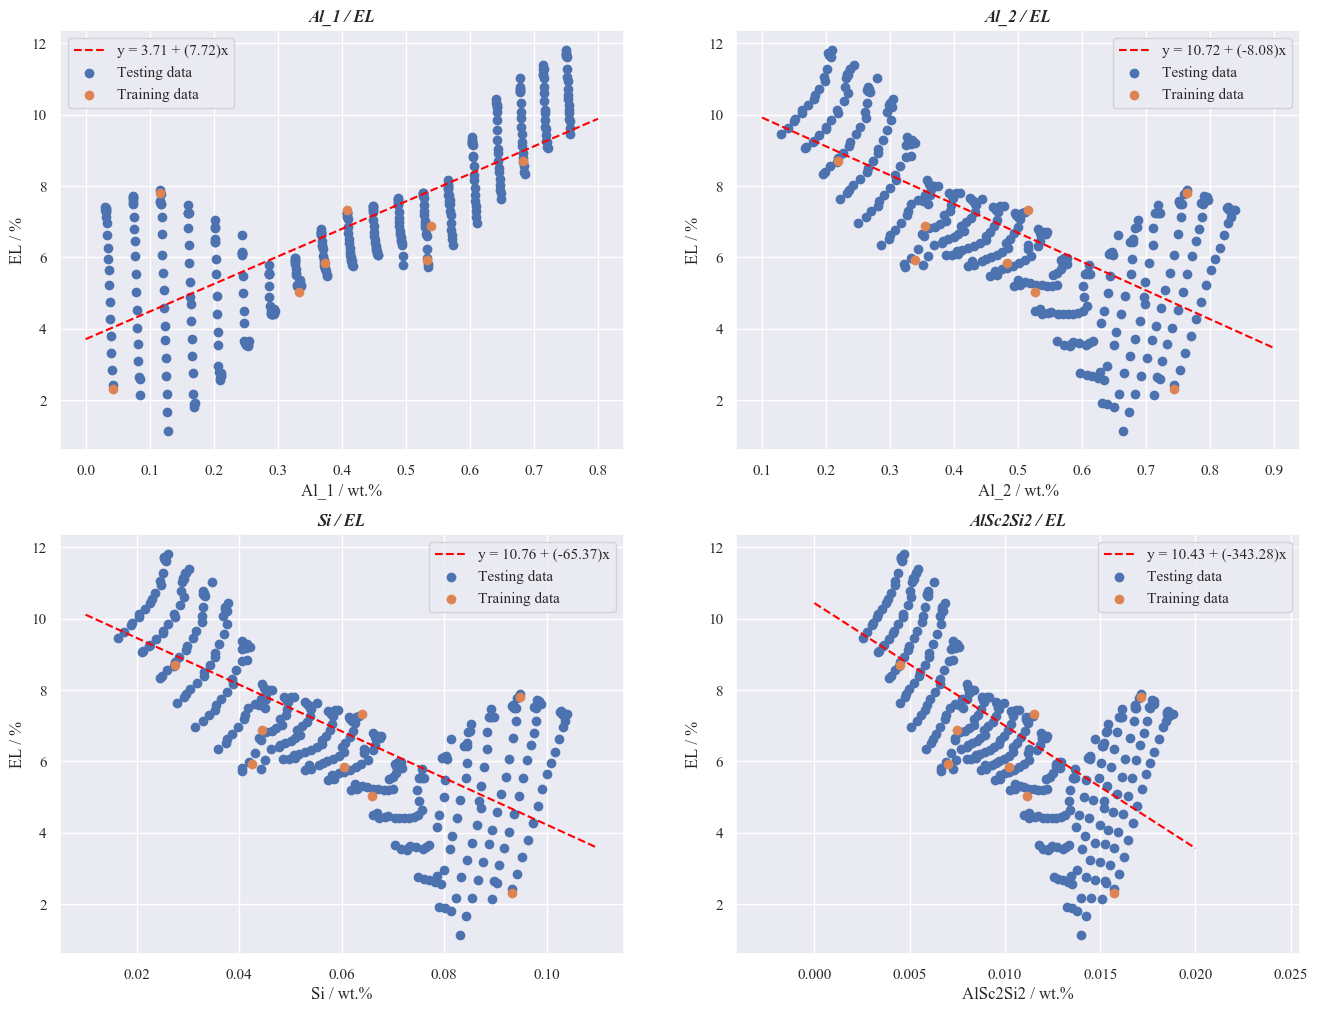 Al_1 / EL
y = 3.71 + (7.72)x
Testing data
Training data
EL / %
12
10
8
6
4
2
0.0 0.1 0.2 0.3 0.4 0.5 0.6 0.7 0.8
Al_1 / wt.%
Al_2 / EL
y = 10.72 + (-8.08)x
Testing data
Training data
EL / %
12
10
8
6
4
2
0.1 0.2 0.3 0.4 0.5 0.6 0.7 0.8 0.9
Al_2 / wt.%
Si / EL
y = 10.76 + (-65.37)x
Testing data
Training data
EL / %
12
10
8
6
4
2
0.02 0.04 0.06 0.08 0.10
Si / wt.%
AlSc2Si2 / EL
y = 10.43 + (-343.28)x
Testing data
Training data
EL / %
12
10
8
6
4
2
0.000 0.005 0.010 0.015 0.020 0.025
AlSc2Si2 / wt.%